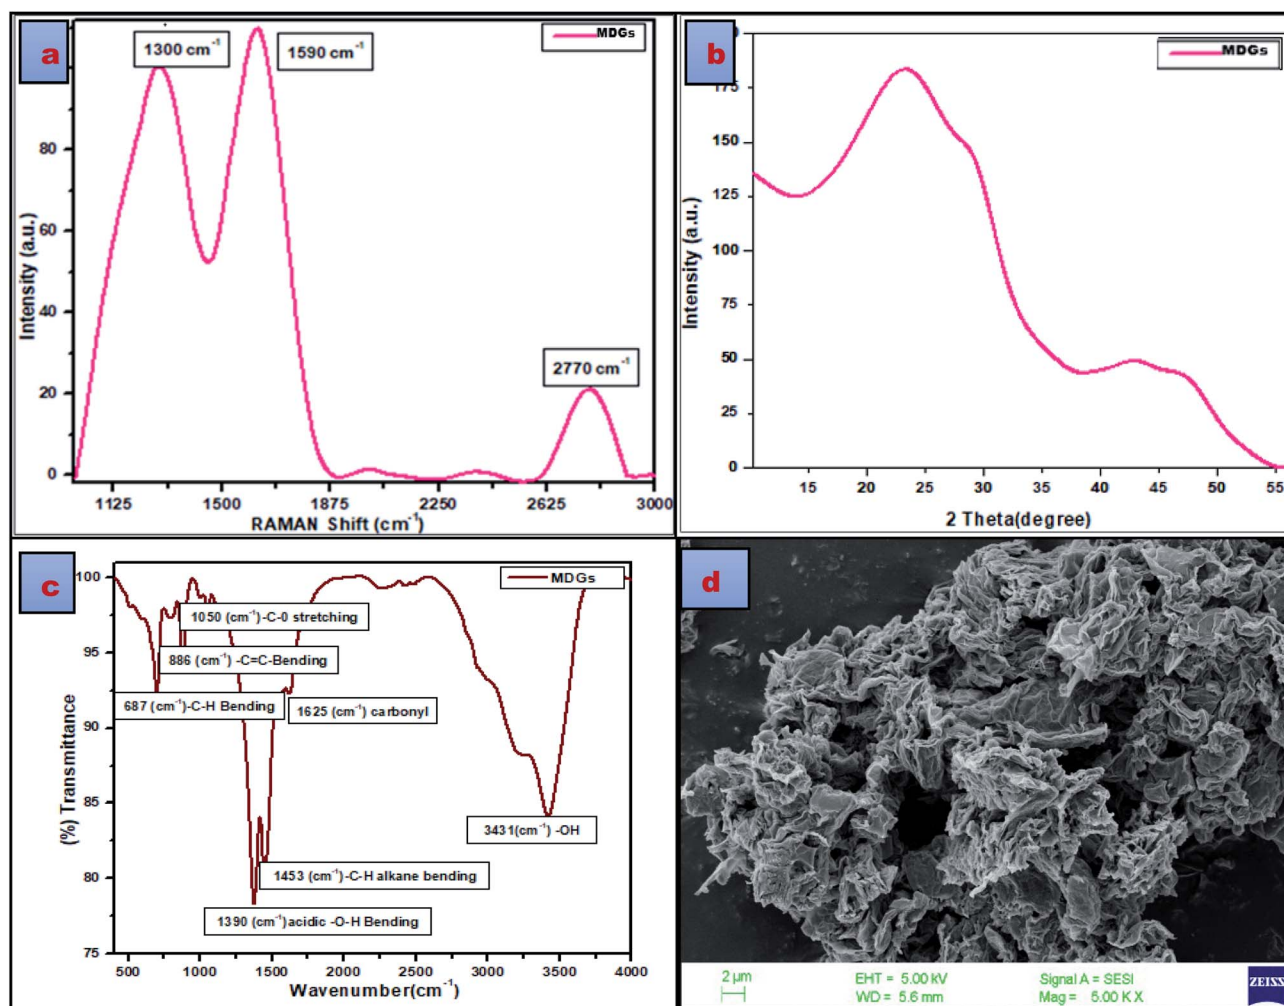 a
1300 cm⁻¹
1590 cm⁻¹
MDGs
2770 cm⁻¹
80
60
40
20
0
Intensity (a.u.)
1125 1500 1875 2250 2625 3000
RAMAN Shift (cm⁻¹)
b
MDGs
175
150
125
100
75
50
25
0
Intensity (a.u.)
15 20 25 30 35 40 45 50 55
2 Theta(degree)
c
MDGs
100
95
90
85
80
75
(%) Transmittance
1050 (cm⁻¹)-C-0 stretching
886 (cm⁻¹) -C=C-Bending
687 (cm⁻¹)-C-H Bending
1625 (cm⁻¹) carbonyl
3431(cm⁻¹) -OH
1453 (cm⁻¹)-C-H alkane bending
1390 (cm⁻¹)acidic -O-H Bending
500 1000 1500 2000 2500 3000 3500 4000
Wavenumber(cm⁻¹)
d
2 µm
EHT = 5.00 kV
Signal A = SESI
WD = 5.6 mm
Mag = 5.00 K X
ZEISS